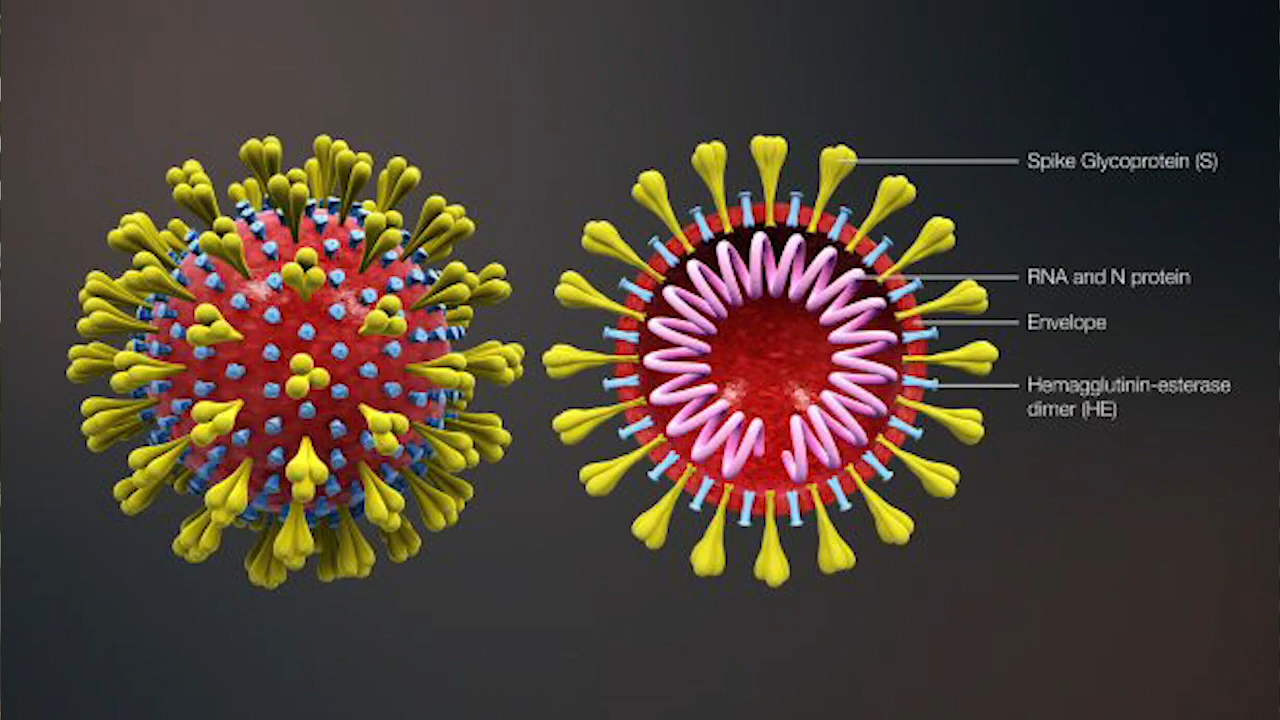 Spike Glycoprotein (S)
RNA and N protein
Envelope
Hemagglutinin-esterase
dimer (HE)